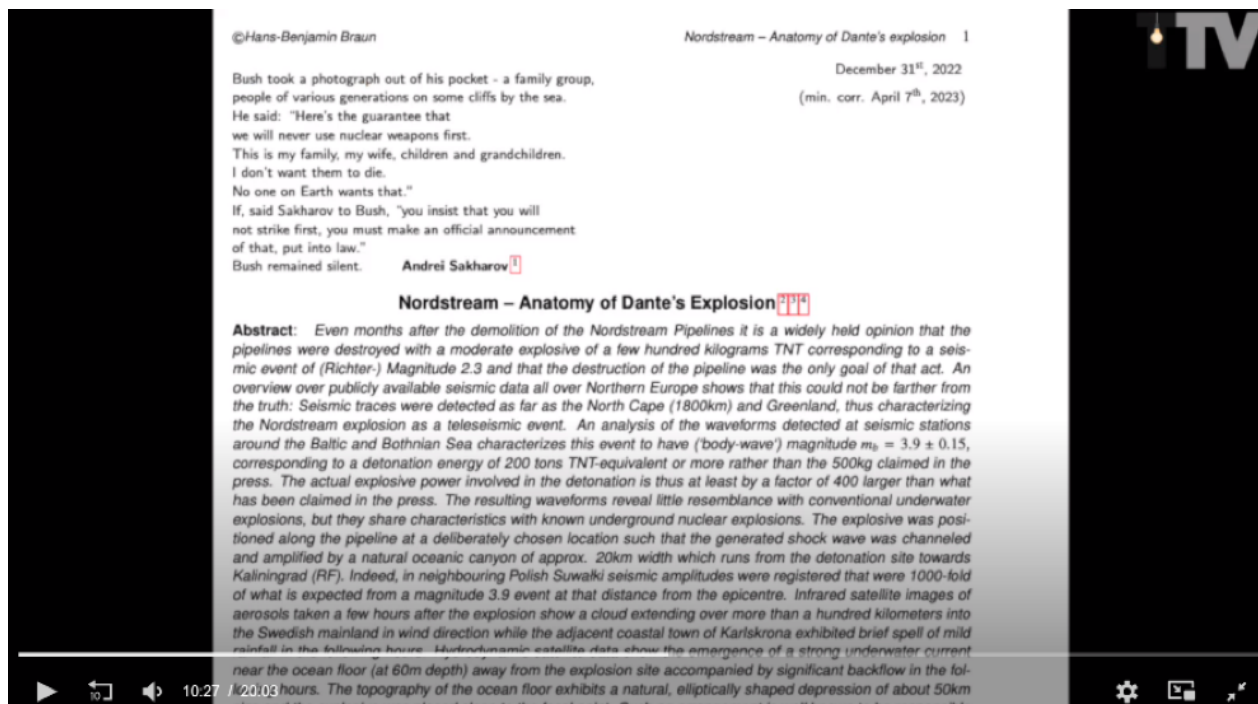 ©Hans-Benjamin Braun
Nordstream – Anatomy of Dante's explosion 1
TV
December 31st, 2022
(min. corr. April 7th, 2023)
Bush took a photograph out of his pocket - a family group,
people of various generations on some cliffs by the sea.
He said: "Here's the guarantee that
we will never use nuclear weapons first.
This is my family, my wife, children and grandchildren.
I don't want them to die.
No one on Earth wants that."
If, said Sakharov to Bush, "you insist that you will
not strike first, you must make an official announcement
of that, put into law."
Bush remained silent. Andrei Sakharov 1
Nordstream – Anatomy of Dante's Explosion 2 3 4
Abstract: Even months after the demolition of the Nordstream Pipelines it is a widely held opinion that the
pipelines were destroyed with a moderate explosive of a few hundred kilograms TNT corresponding to a seis-
mic event of (Richter-) Magnitude 2.3 and that the destruction of the pipeline was the only goal of that act. An
overview over publicly available seismic data all over Northern Europe shows that this could not be farther from
the truth: Seismic traces were detected as far as the North Cape (1800km) and Greenland, thus characterizing
the Nordstream explosion as a teleseismic event. An analysis of the waveforms detected at seismic stations
around the Baltic and Bothnian Sea characterizes this event to have ('body-wave') magnitude m_b = 3.9 ± 0.15,
corresponding to a detonation energy of 200 tons TNT-equivalent or more rather than the 500kg claimed in the
press. The actual explosive power involved in the detonation is thus at least by a factor of 400 larger than what
has been claimed in the press. The resulting waveforms reveal little resemblance with conventional underwater
explosions, but they share characteristics with known underground nuclear explosions. The explosive was posi-
tioned along the pipeline at a deliberately chosen location such that the generated shock wave was channeled
and amplified by a natural oceanic canyon of approx. 20km width which runs from the detonation site towards
Kaliningrad (RF). Indeed, in neighbouring Polish Suwałki seismic amplitudes were registered that were 1000-fold
of what is expected from a magnitude 3.9 event at that distance from the epicentre. Infrared satellite images of
aerosols taken a few hours after the explosion show a cloud extending over more than a hundred kilometers into
the Swedish mainland in wind direction while the adjacent coastal town of Karlskrona exhibited brief spell of mild
rainfall in the following hours. Hydrodynamic satellite data show the emergence of a strong underwater current
near the ocean floor (at 60m depth) away from the explosion site accompanied by significant backflow in the fol-
hours. The topography of the ocean floor exhibits a natural, elliptically shaped depression of about 50km
10
10:27 / 20:03